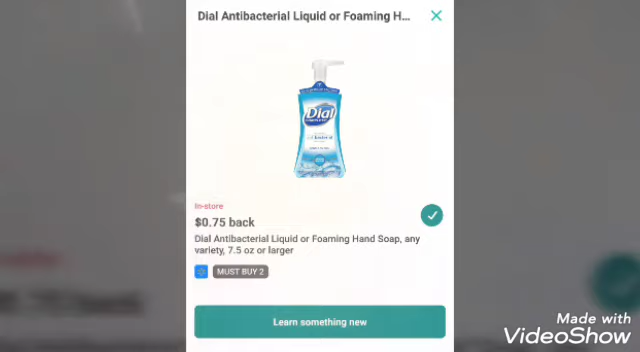 Dial Antibacterial Liquid or Foaming H...
Dial
In-store
$0.75 back
Dial Antibacterial Liquid or Foaming Hand Soap, any
variety, 7.5 oz or larger
MUST BUY 2
Learn something new
Made with
VideoShow